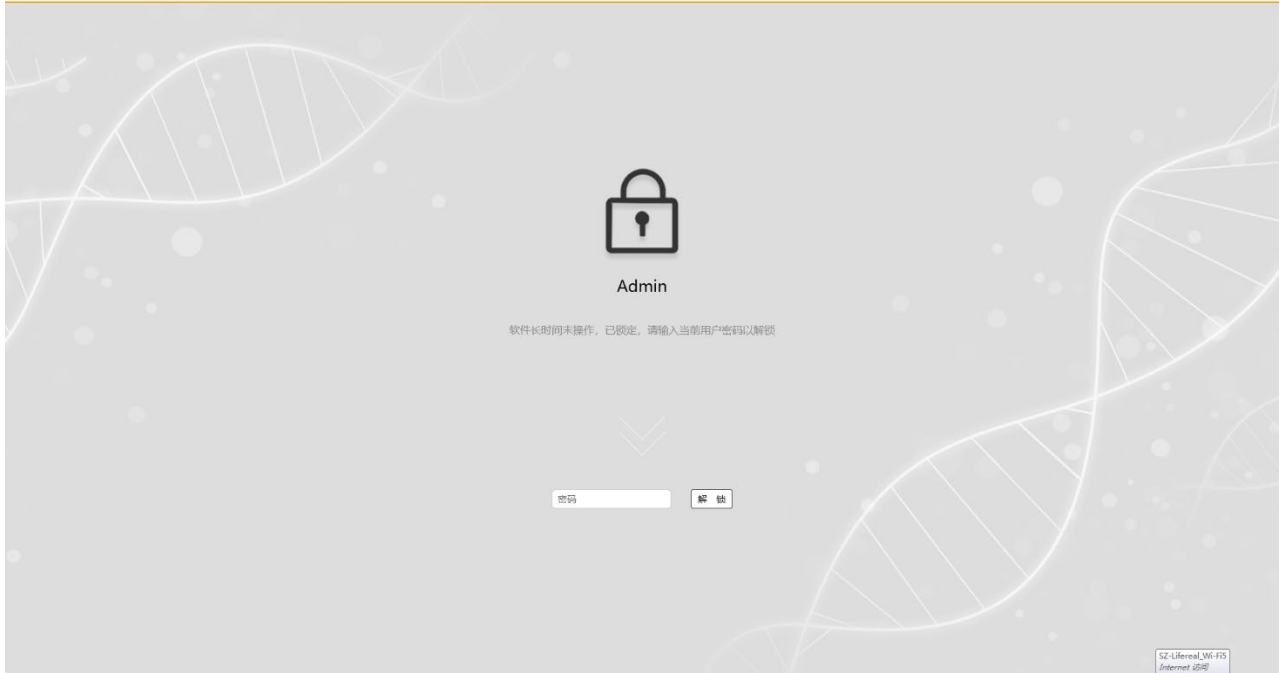 Admin
软件长时间未操作，已锁定，请输入当前用户密码以解锁
密码
解 锁
SZ-Lifereal_Wi-Fi5
Internet 访问